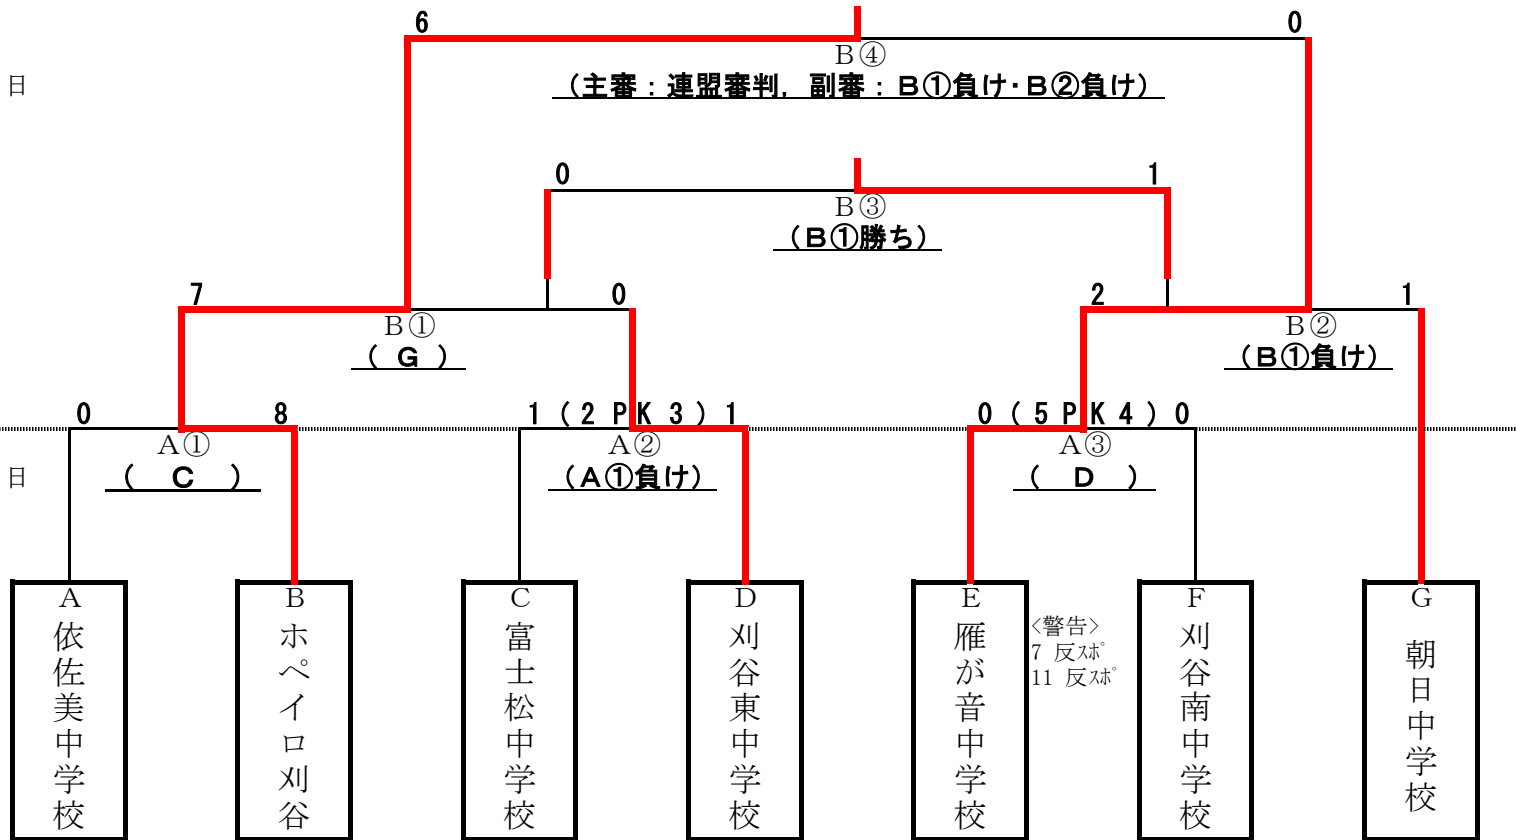 6 0
B④
日
(主審：連盟審判，副審：B①負け・B②負け)
0 1
B③
(B①勝ち)
7 0 2 1
B① B②
( G ) (B①負け)
0 8 1(2 PK 3)1 0(5 PK 4)0
A① A② A③
日
( C ) (A①負け) ( D )
A
依佐美中学校
B
ホペイロ刈谷
C
富士松中学校
D
刈谷東中学校
E
雁が音中学校
<警告>
7 反ｽﾎﾟ
11 反ｽﾎﾟ
F
刈谷南中学校
G
朝日中学校